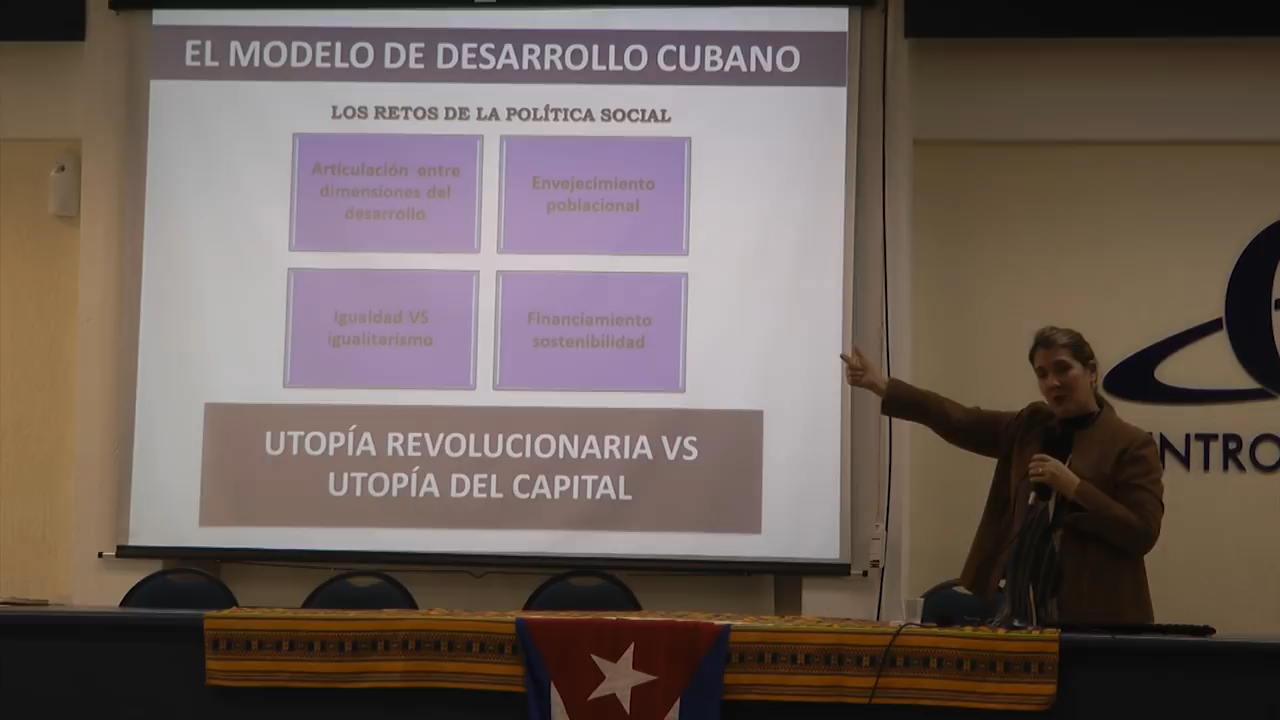 EL MODELO DE DESARROLLO CUBANO
LOS RETOS DE LA POLÍTICA SOCIAL
Articulación entre
dimensiones del
desarrollo
Envejecimiento
poblacional
Igualdad VS
igualitarismo
Financiamiento
sostenibilidad
UTOPÍA REVOLUCIONARIA VS
UTOPÍA DEL CAPITAL
NTRO